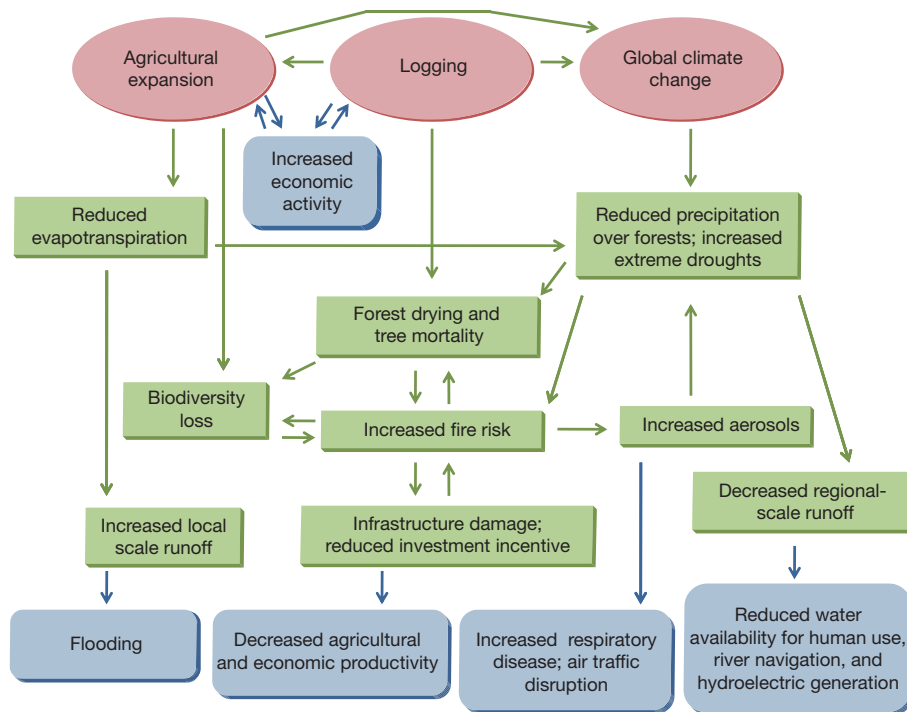 Agricultural
expansion
Logging
Global climate
change
Increased
economic
activity
Reduced
evapotranspiration
Reduced precipitation
over forests; increased
extreme droughts
Forest drying and
tree mortality
Biodiversity
loss
Increased fire risk
Increased aerosols
Decreased regional-
scale runoff
Increased local
scale runoff
Infrastructure damage;
reduced investment incentive
Flooding
Decreased agricultural
and economic productivity
Increased respiratory
disease; air traffic
disruption
Reduced water
availability for human use,
river navigation, and
hydroelectric generation